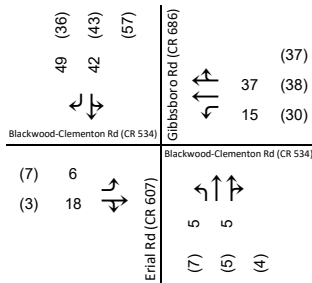 (36) (43) (57)
49 42
Blackwood-Clementon Rd (CR 534)
Gibbsboro Rd (CR 686)
(37)
37 (38)
15 (30)
(7) 6
(3) 18
Erial Rd (CR 607)
Blackwood-Clementon Rd (CR 534)
5 5
(7) (5) (4)